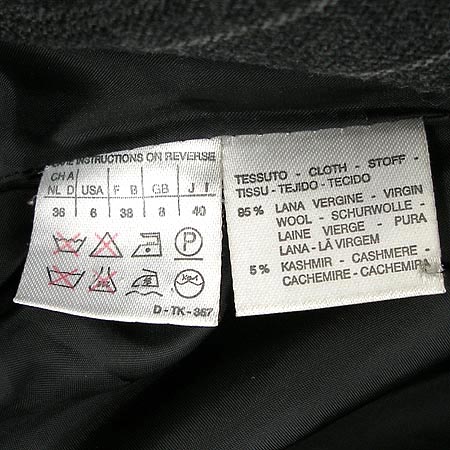 INSTRUCTIONS ON REVERSE
CH A
NL D USA F B GB J I
36 6 38 8 40
P
D - TK - 357
TESSUTO - CLOTH - STOFF -
TISSU - TEJIDO - TECIDO
95% LANA VERGINE - VIRGIN
WOOL - SCHURWOLLE -
LAINE VIERGE - PURA
LANA - LÃ VIRGEM
5% KASHMIR - CASHMERE -
CACHEMIRE - CACHEMIRA